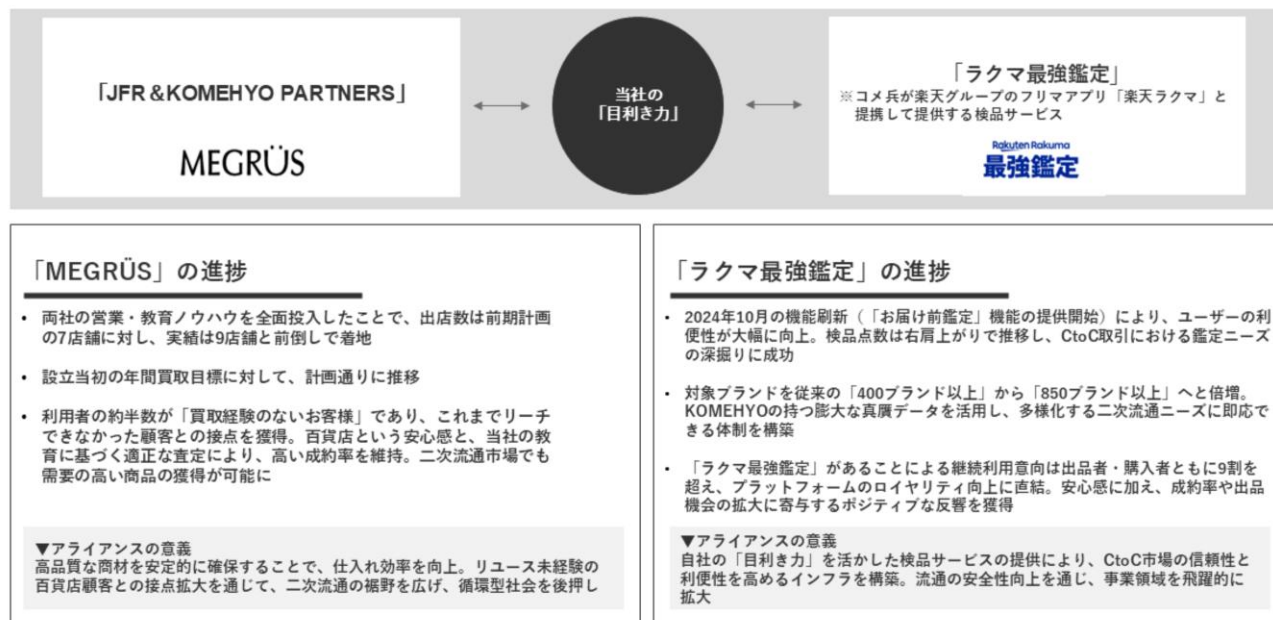 「JFR&KOMEHYO PARTNERS」
MEGRÜS
当社の
「目利き力」
「ラクマ最強鑑定」
※コメ兵が楽天グループのフリマアプリ「楽天ラクマ」と
提携して提供する検品サービス
Rakuten Rakuma
最強鑑定
「MEGRÜS」の進捗
• 両社の営業・教育ノウハウを全面投入したことで、出店数は前期計画
の7店舗に対し、実績は9店舗と前倒しで着地
• 設立当初の年間買取目標に対して、計画通りに推移
• 利用者の約半数が「買取経験のないお客様」であり、これまでリーチ
できなかった顧客との接点を獲得。百貨店という安心感と、当社の教
育に基づく適正な査定により、高い成約率を維持。二次流通市場でも
需要の高い商品の獲得が可能に
▼アライアンスの意義
高品質な商材を安定的に確保することで、仕入れ効率を向上。リユース未経験の
百貨店顧客との接点拡大を通じて、二次流通の裾野を広げ、循環型社会を後押し
「ラクマ最強鑑定」の進捗
• 2024年10月の機能刷新（「お届け前鑑定」機能の提供開始）により、ユーザーの利
便性が大幅に向上。検品点数は右肩上がりで推移し、CtoC取引における鑑定ニーズ
の深掘りに成功
• 対象ブランドを従来の「400ブランド以上」から「850ブランド以上」へと倍増。
KOMEHYOの持つ膨大な真贋データを活用し、多様化する二次流通ニーズに即応で
きる体制を構築
• 「ラクマ最強鑑定」があることによる継続利用意向は出品者・購入者ともに9割を
超え、プラットフォームのロイヤリティ向上に直結。安心感に加え、成約率や出品
機会の拡大に寄与するポジティブな反響を獲得
▼アライアンスの意義
自社の「目利き力」を活かした検品サービスの提供により、CtoC市場の信頼性と
利便性を高めるインフラを構築。流通の安全性向上を通じ、事業領域を飛躍的に
拡大